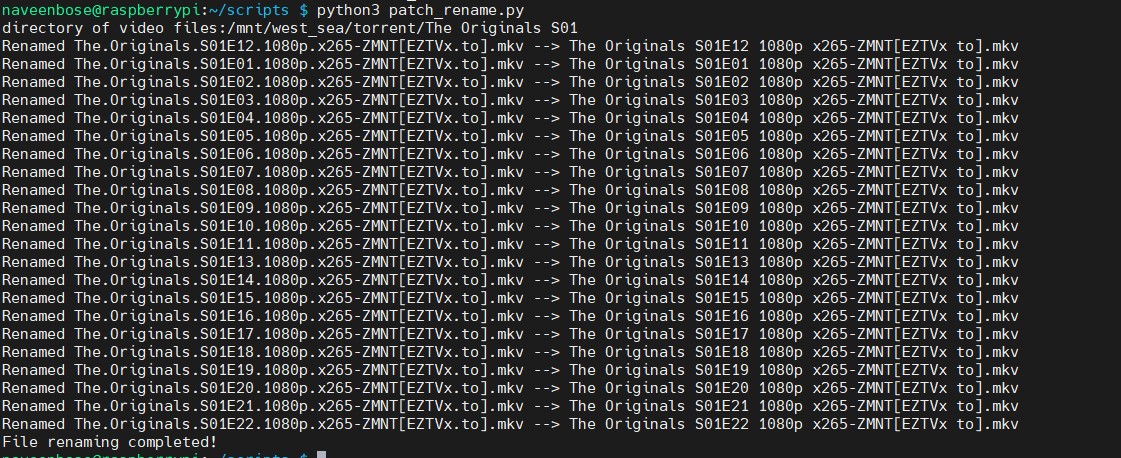 naveenbose@raspberrypi:~/scripts $ python3 patch_rename.py
directory of video files:/mnt/west_sea/torrent/The Originals S01
Renamed The.Originals.S01E12.1080p.x265-ZMNT[EZTVx.to].mkv --> The Originals S01E12 1080p x265-ZMNT[EZTVx to].mkv
Renamed The.Originals.S01E01.1080p.x265-ZMNT[EZTVx.to].mkv --> The Originals S01E01 1080p x265-ZMNT[EZTVx to].mkv
Renamed The.Originals.S01E02.1080p.x265-ZMNT[EZTVx.to].mkv --> The Originals S01E02 1080p x265-ZMNT[EZTVx to].mkv
Renamed The.Originals.S01E03.1080p.x265-ZMNT[EZTVx.to].mkv --> The Originals S01E03 1080p x265-ZMNT[EZTVx to].mkv
Renamed The.Originals.S01E04.1080p.x265-ZMNT[EZTVx.to].mkv --> The Originals S01E04 1080p x265-ZMNT[EZTVx to].mkv
Renamed The.Originals.S01E05.1080p.x265-ZMNT[EZTVx.to].mkv --> The Originals S01E05 1080p x265-ZMNT[EZTVx to].mkv
Renamed The.Originals.S01E06.1080p.x265-ZMNT[EZTVx.to].mkv --> The Originals S01E06 1080p x265-ZMNT[EZTVx to].mkv
Renamed The.Originals.S01E07.1080p.x265-ZMNT[EZTVx.to].mkv --> The Originals S01E07 1080p x265-ZMNT[EZTVx to].mkv
Renamed The.Originals.S01E08.1080p.x265-ZMNT[EZTVx.to].mkv --> The Originals S01E08 1080p x265-ZMNT[EZTVx to].mkv
Renamed The.Originals.S01E09.1080p.x265-ZMNT[EZTVx.to].mkv --> The Originals S01E09 1080p x265-ZMNT[EZTVx to].mkv
Renamed The.Originals.S01E10.1080p.x265-ZMNT[EZTVx.to].mkv --> The Originals S01E10 1080p x265-ZMNT[EZTVx to].mkv
Renamed The.Originals.S01E11.1080p.x265-ZMNT[EZTVx.to].mkv --> The Originals S01E11 1080p x265-ZMNT[EZTVx to].mkv
Renamed The.Originals.S01E13.1080p.x265-ZMNT[EZTVx.to].mkv --> The Originals S01E13 1080p x265-ZMNT[EZTVx to].mkv
Renamed The.Originals.S01E14.1080p.x265-ZMNT[EZTVx.to].mkv --> The Originals S01E14 1080p x265-ZMNT[EZTVx to].mkv
Renamed The.Originals.S01E15.1080p.x265-ZMNT[EZTVx.to].mkv --> The Originals S01E15 1080p x265-ZMNT[EZTVx to].mkv
Renamed The.Originals.S01E16.1080p.x265-ZMNT[EZTVx.to].mkv --> The Originals S01E16 1080p x265-ZMNT[EZTVx to].mkv
Renamed The.Originals.S01E17.1080p.x265-ZMNT[EZTVx.to].mkv --> The Originals S01E17 1080p x265-ZMNT[EZTVx to].mkv
Renamed The.Originals.S01E18.1080p.x265-ZMNT[EZTVx.to].mkv --> The Originals S01E18 1080p x265-ZMNT[EZTVx to].mkv
Renamed The.Originals.S01E19.1080p.x265-ZMNT[EZTVx.to].mkv --> The Originals S01E19 1080p x265-ZMNT[EZTVx to].mkv
Renamed The.Originals.S01E20.1080p.x265-ZMNT[EZTVx.to].mkv --> The Originals S01E20 1080p x265-ZMNT[EZTVx to].mkv
Renamed The.Originals.S01E21.1080p.x265-ZMNT[EZTVx.to].mkv --> The Originals S01E21 1080p x265-ZMNT[EZTVx to].mkv
Renamed The.Originals.S01E22.1080p.x265-ZMNT[EZTVx.to].mkv --> The Originals S01E22 1080p x265-ZMNT[EZTVx to].mkv
File renaming completed!
naveenbose@raspberrypi:~/scripts $